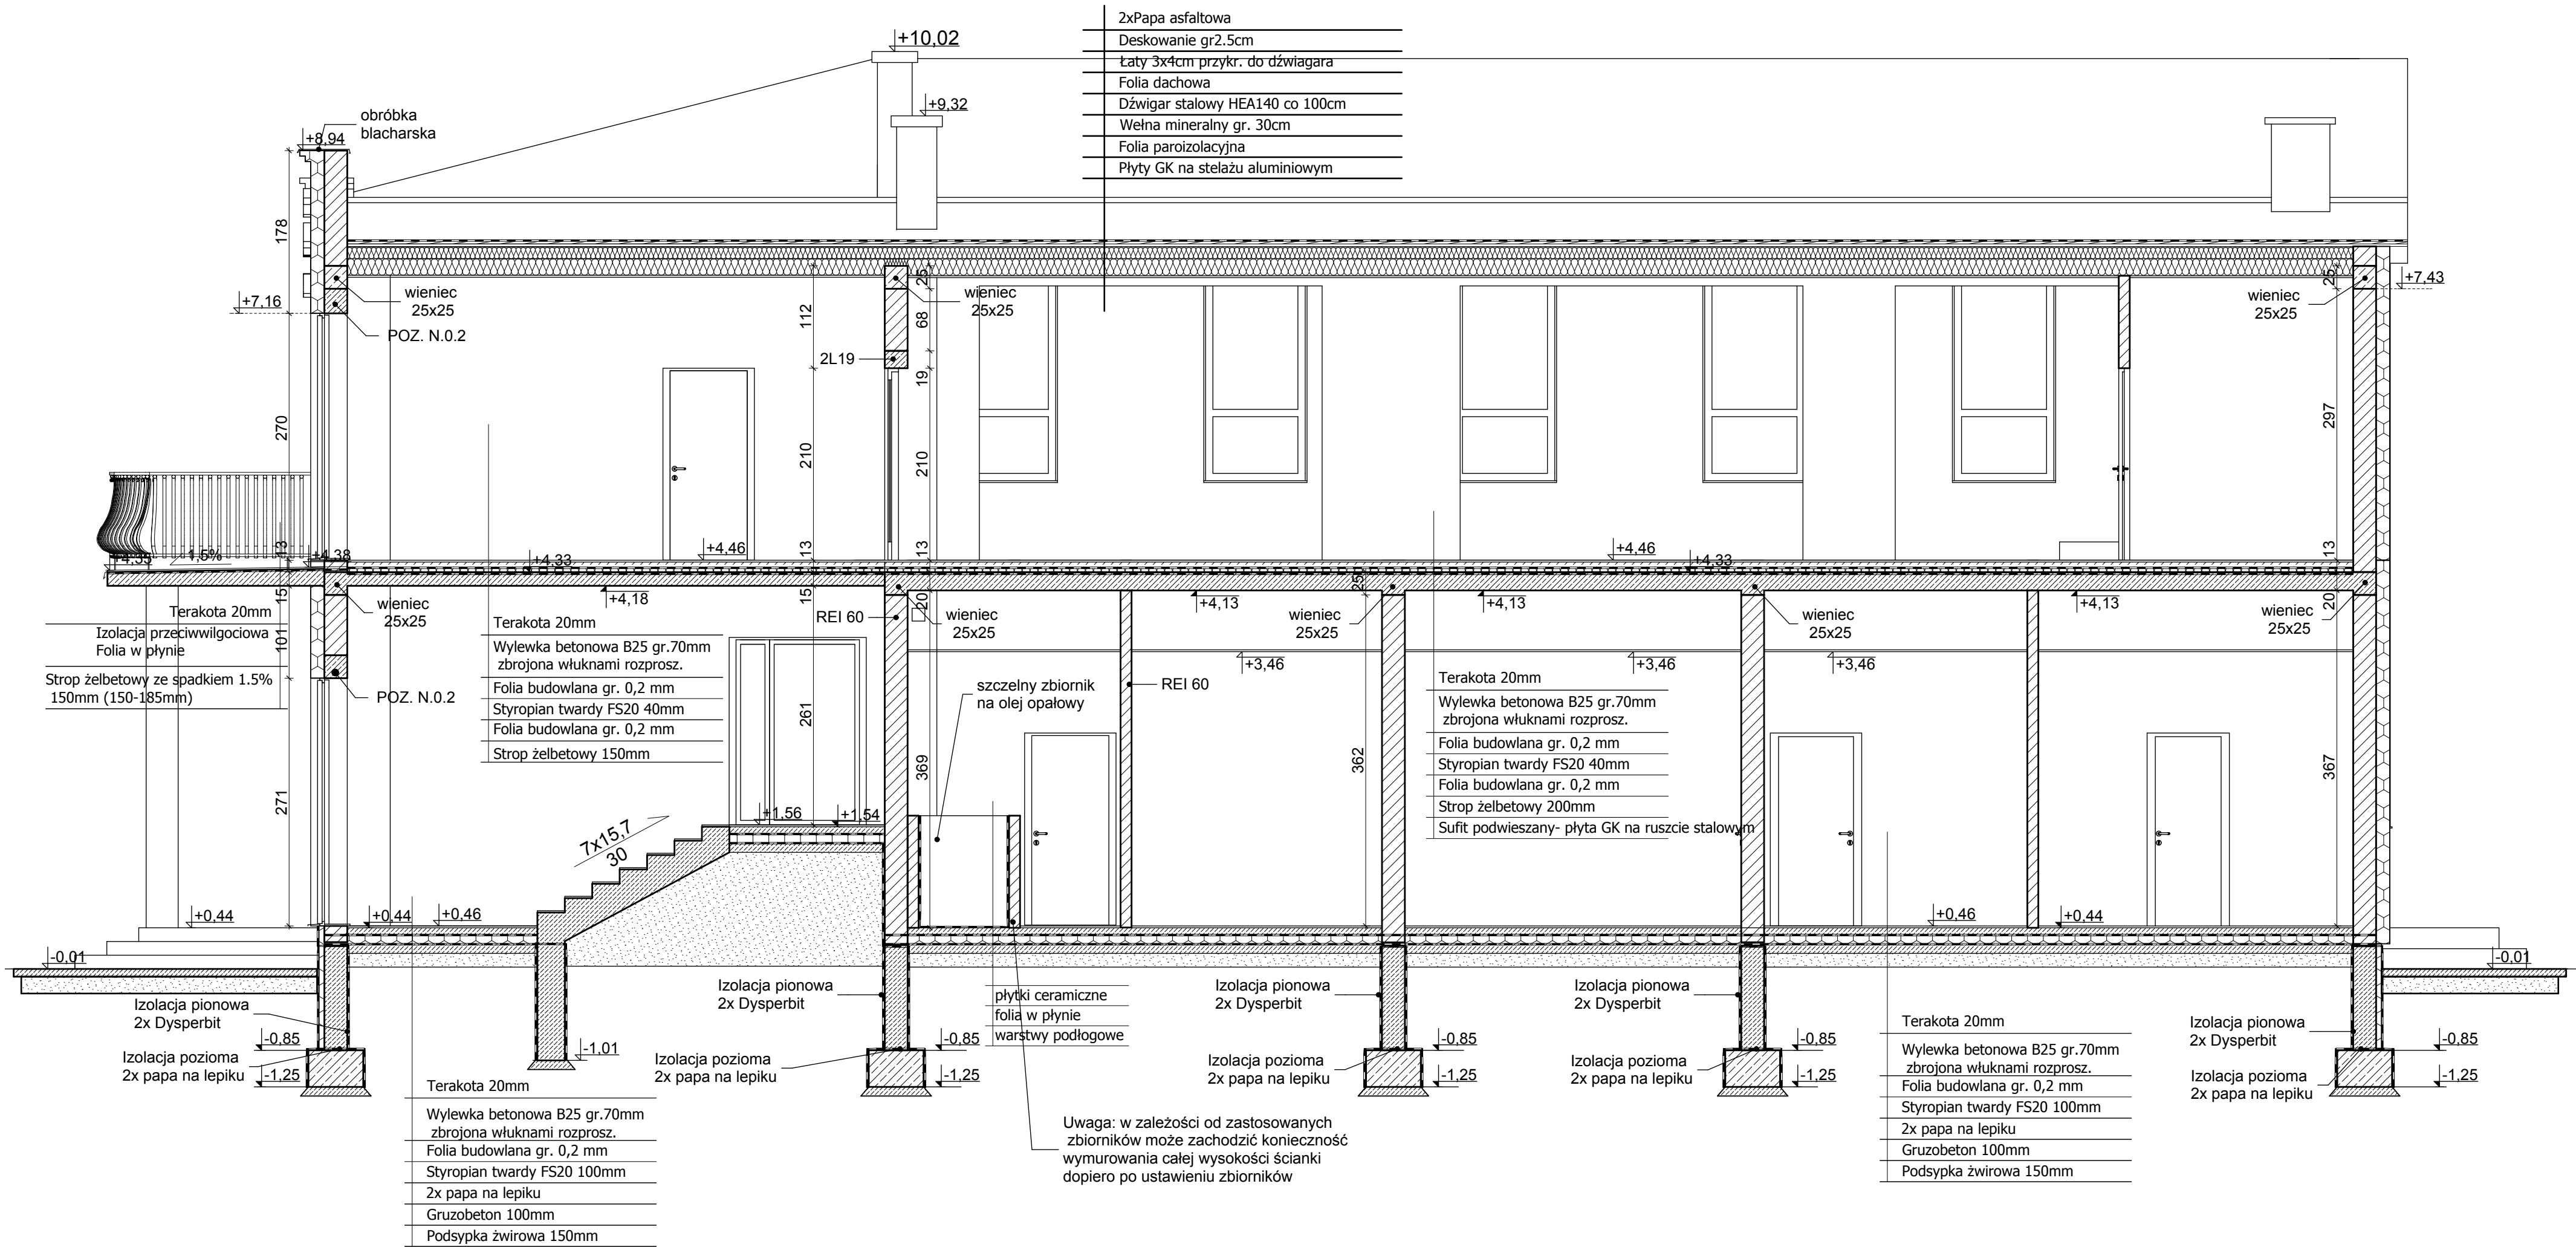 2xPapa asfaltowa
Deskowanie gr2.5cm
Łaty 3x4cm przykr. do dźwiagara
Folia dachowa
Dźwigar stalowy HEA140 co 100cm
Wełna mineralny gr. 30cm
Folia paroizolacyjna
Płyty GK na stelażu aluminiowym
+10,02
+9,32
obróbka
blacharska
+8,94
178
+7,16
wieniec
25x25
POZ. N.0.2
112
25
wieniec
25x25
68
2L19
19
wieniec
25x25
25
+7,43
270
210
210
297
+4,35
1,5%
13
+4,38
+4,33
+4,46
13
13
+4,46
+4,33
13
15
wieniec
25x25
+4,18
15
REI 60
20
wieniec
25x25
+4,13
wieniec
25x25
25
+4,13
wieniec
25x25
+4,13
wieniec
25x25
20
Terakota 20mm
Izolacja przeciwwilgociowa
Folia w płynie
Strop żelbetowy ze spadkiem 1.5%
150mm (150-185mm)
101
POZ. N.0.2
271
Terakota 20mm
Wylewka betonowa B25 gr.70mm
zbrojona włuknami rozprosz.
Folia budowlana gr. 0,2 mm
Styropian twardy FS20 40mm
Folia budowlana gr. 0,2 mm
Strop żelbetowy 150mm
261
369
szczelny zbiornik
na olej opałowy
REI 60
+3,46
362
+3,46
+3,46
367
Terakota 20mm
Wylewka betonowa B25 gr.70mm
zbrojona włuknami rozprosz.
Folia budowlana gr. 0,2 mm
Styropian twardy FS20 40mm
Folia budowlana gr. 0,2 mm
Strop żelbetowy 200mm
Sufit podwieszany- płyta GK na ruszcie stalowym
7x15,7
30
+1,56
+1,54
+0,44
+0,44
+0,46
+0,46
+0,44
-0.01
-0.01
Izolacja pionowa
2x Dysperbit
-0,85
Izolacja pozioma
2x papa na lepiku
-1,25
-1,01
Izolacja pionowa
2x Dysperbit
Izolacja pozioma
2x papa na lepiku
-0,85
-1,25
płytki ceramiczne
folia w płynie
warstwy podłogowe
Izolacja pionowa
2x Dysperbit
Izolacja pozioma
2x papa na lepiku
-0,85
-1,25
Izolacja pionowa
2x Dysperbit
Izolacja pozioma
2x papa na lepiku
-0,85
-1,25
Izolacja pionowa
2x Dysperbit
Izolacja pozioma
2x papa na lepiku
-0,85
-1,25
Terakota 20mm
Wylewka betonowa B25 gr.70mm
zbrojona włuknami rozprosz.
Folia budowlana gr. 0,2 mm
Styropian twardy FS20 100mm
2x papa na lepiku
Gruzobeton 100mm
Podsypka żwirowa 150mm
Uwaga: w zależości od zastosowanych
zbiorników może zachodzić konieczność
wymurowania całej wysokości ścianki
dopiero po ustawieniu zbiorników
Terakota 20mm
Wylewka betonowa B25 gr.70mm
zbrojona włuknami rozprosz.
Folia budowlana gr. 0,2 mm
Styropian twardy FS20 100mm
2x papa na lepiku
Gruzobeton 100mm
Podsypka żwirowa 150mm